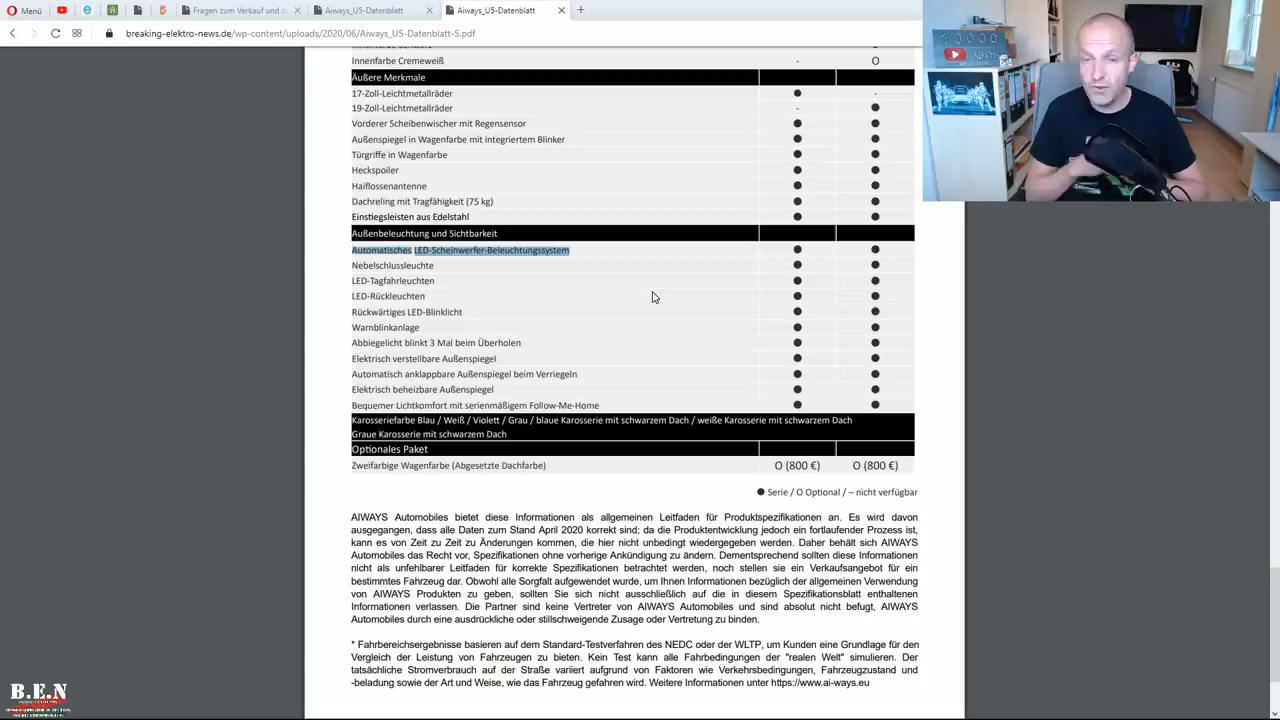 Menü
Fragen zum Verkauf und z
Aiways_U5-Datenblatt
Aiways_U5-Datenblatt
breaking-elektro-news.de/wp-content/uploads/2020/06/Aiways_U5-Datenblatt-5.pdf
Innenfarbe Cremeweiß - O
Äußere Merkmale
17-Zoll-Leichtmetallräder ● -
19-Zoll-Leichtmetallräder - ●
Vorderer Scheibenwischer mit Regensensor ● ●
Außenspiegel in Wagenfarbe mit integriertem Blinker ● ●
Türgriffe in Wagenfarbe ● ●
Heckspoiler ● ●
Haiflossenantenne ● ●
Dachreling mit Tragfähigkeit (75 kg) ● ●
Einstiegsleisten aus Edelstahl ● ●
Außenbeleuchtung und Sichtbarkeit
Automatisches LED-Scheinwerfer-Beleuchtungssystem ● ●
Nebelschlussleuchte ● ●
LED-Tagfahrleuchten ● ●
LED-Rückleuchten ● ●
Rückwärtiges LED-Blinklicht ● ●
Warnblinkanlage ● ●
Abbiegelicht blinkt 3 Mal beim Überholen ● ●
Elektrisch verstellbare Außenspiegel ● ●
Automatisch anklappbare Außenspiegel beim Verriegeln ● ●
Elektrisch beheizbare Außenspiegel ● ●
Bequemer Lichtkomfort mit serienmäßigem Follow-Me-Home ● ●
Karosseriefarbe Blau / Weiß / Violett / Grau / blaue Karosserie mit schwarzem Dach / weiße Karosserie mit schwarzem Dach
Graue Karosserie mit schwarzem Dach
Optionales Paket
Zweifarbige Wagenfarbe (Abgesetzte Dachfarbe) O (800 €) O (800 €)
● Serie / O Optional / – nicht verfügbar
AIWAYS Automobiles bietet diese Informationen als allgemeinen Leitfaden für Produktspezifikationen an. Es wird davon
ausgegangen, dass alle Daten zum Stand April 2020 korrekt sind; da die Produktentwicklung jedoch ein fortlaufender Prozess ist,
kann es von Zeit zu Zeit zu Änderungen kommen, die hier nicht unbedingt wiedergegeben werden. Daher behält sich AIWAYS
Automobiles das Recht vor, Spezifikationen ohne vorherige Ankündigung zu ändern. Dementsprechend sollten diese Informationen
nicht als unfehlbarer Leitfaden für korrekte Spezifikationen betrachtet werden, noch stellen sie ein Verkaufsangebot für ein
bestimmtes Fahrzeug dar. Obwohl alle Sorgfalt aufgewendet wurde, um Ihnen Informationen bezüglich der allgemeinen Verwendung
von AIWAYS Produkten zu geben, sollten Sie sich nicht ausschließlich auf die in diesem Spezifikationsblatt enthaltenen
Informationen verlassen. Die Partner sind keine Vertreter von AIWAYS Automobiles und sind absolut nicht befugt, AIWAYS
Automobiles durch eine ausdrückliche oder stillschweigende Zusage oder Vertretung zu binden.
* Fahrbereichsergebnisse basieren auf dem Standard-Testverfahren des NEDC oder der WLTP, um Kunden eine Grundlage für den
Vergleich der Leistung von Fahrzeugen zu bieten. Kein Test kann alle Fahrbedingungen der "realen Welt" simulieren. Der
tatsächliche Stromverbrauch auf der Straße variiert aufgrund von Faktoren wie Verkehrsbedingungen, Fahrzeugzustand und
-beladung sowie der Art und Weise, wie das Fahrzeug gefahren wird. Weitere Informationen unter https://www.ai-ways.eu
10000
B.E.N